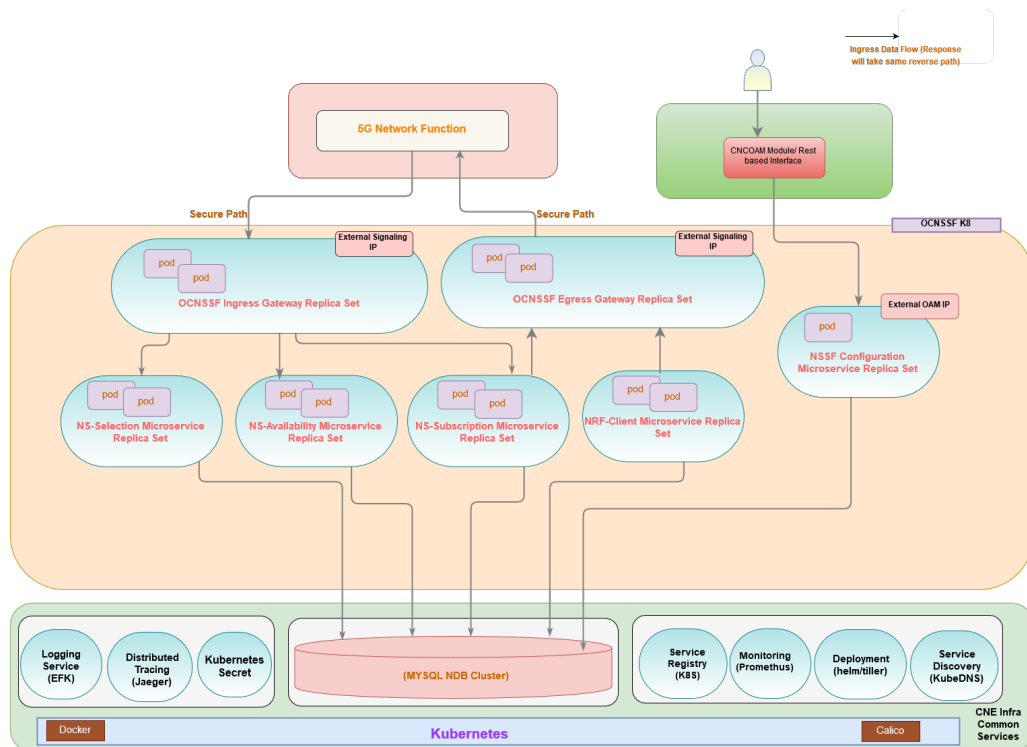 Ingress Data Flow (Response
will take same reverse path)
5G Network Function
CNCOAM Module/ Rest
based Interface
Secure Path
Secure Path
OCNSSF K8
External Signaling
IP
pod
pod
OCNSSF Ingress Gateway Replica Set
External Signaling
IP
pod
pod
OCNSSF Egress Gateway Replica Set
External OAM IP
pod
NSSF Configuration
Microservice Replica Set
pod
pod
NS-Selection Microservice
Replica Set
pod
pod
NS-Availability Microservice
Replica Set
pod
pod
NS-Subscription Microservice
Replica Set
pod
pod
NRF-Client Microservice Replica
Set
Logging
Service
(EFK)
Distributed
Tracing
(Jaeger)
Kubernetes
Secret
(MYSQL NDB Cluster)
Service
Registry
(K8S)
Monitoring
(Promethus)
Deployment
(helm/tiller)
Service
Discovery
(KubeDNS)
CNE Infra
Common
Services
Docker
Kubernetes
Calico